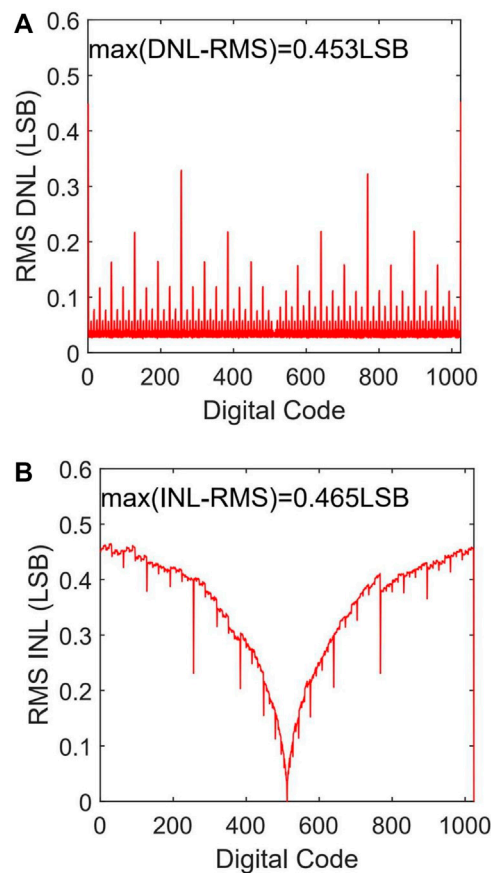 A
max(DNL-RMS)=0.453LSB
RMS DNL (LSB)
0.6
0.5
0.4
0.3
0.2
0.1
0
0 200 400 600 800 1000
Digital Code
B
max(INL-RMS)=0.465LSB
RMS INL (LSB)
0.6
0.5
0.4
0.3
0.2
0.1
0
0 200 400 600 800 1000
Digital Code